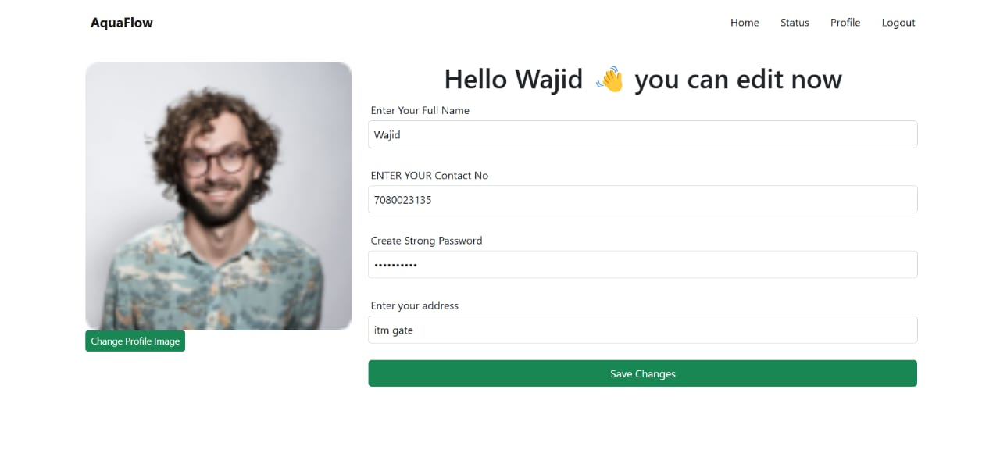 AquaFlow
Home Status Profile Logout
Hello Wajid 👋 you can edit now
Enter Your Full Name
Wajid
ENTER YOUR Contact No
7080023135
Create Strong Password
••••••••••
Enter your address
itm gate
Change Profile Image
Save Changes